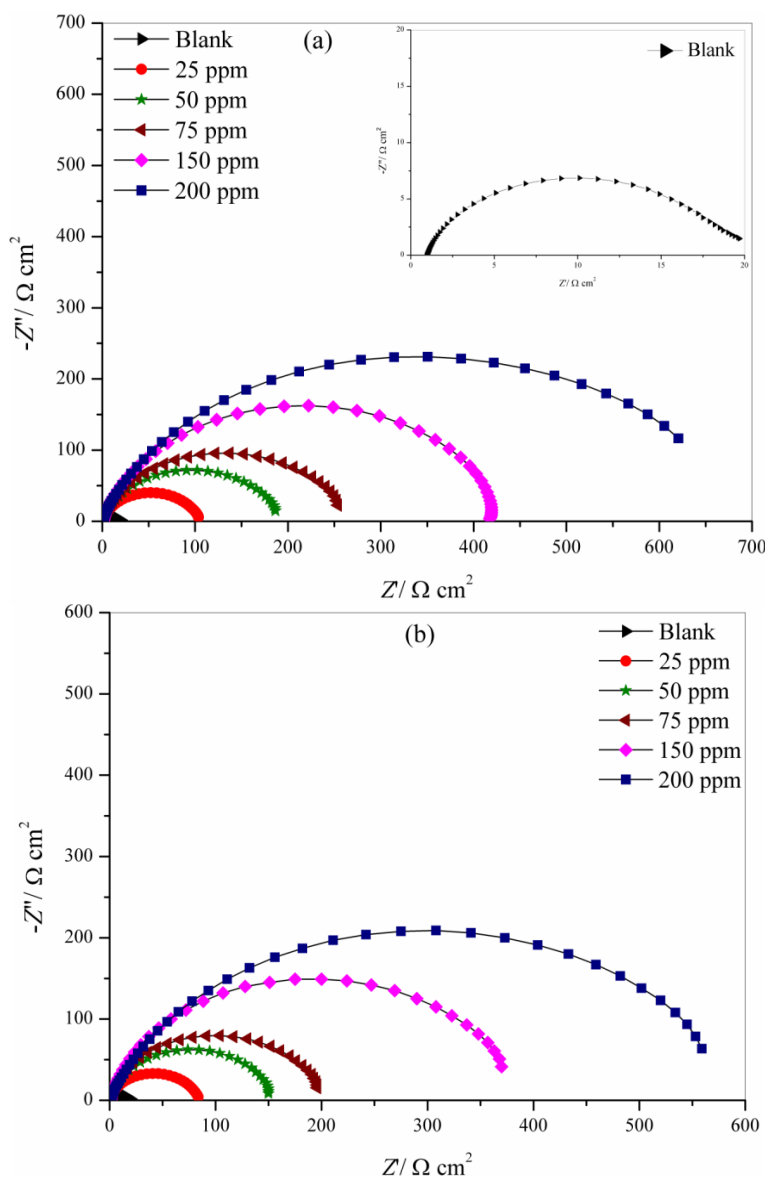 700
600
500
400
300
200
100
0
-Z"/ Ω cm²
Blank
25 ppm
50 ppm
75 ppm
150 ppm
200 ppm
(a)
20
15
10
5
0
-Z"/ Ω cm²
Blank
0 5 10 15 20
Z'/ Ω cm²
0 100 200 300 400 500 600 700
Z'/ Ω cm²
600
500
400
300
200
100
0
-Z"/ Ω cm²
(b)
Blank
25 ppm
50 ppm
75 ppm
150 ppm
200 ppm
0 100 200 300 400 500 600
Z'/ Ω cm²